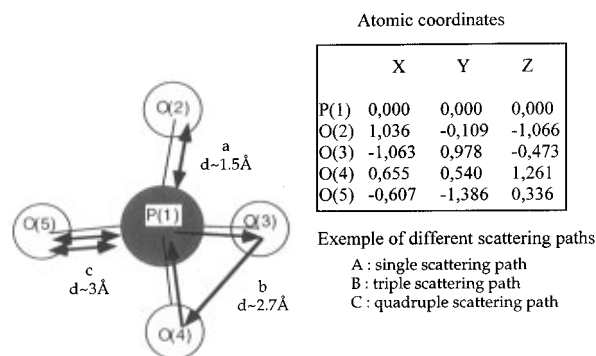 O(2)
a
d~1.5Å
P(1)
O(5)
O(3)
c
d~3Å
b
d~2.7Å
O(4)
Atomic coordinates
X Y Z
P(1) 0,000 0,000 0,000
O(2) 1,036 -0,109 -1,066
O(3) -1,063 0,978 -0,473
O(4) 0,655 0,540 1,261
O(5) -0,607 -1,386 0,336
Exemple of different scattering paths
A : single scattering path
B : triple scattering path
C : quadruple scattering path